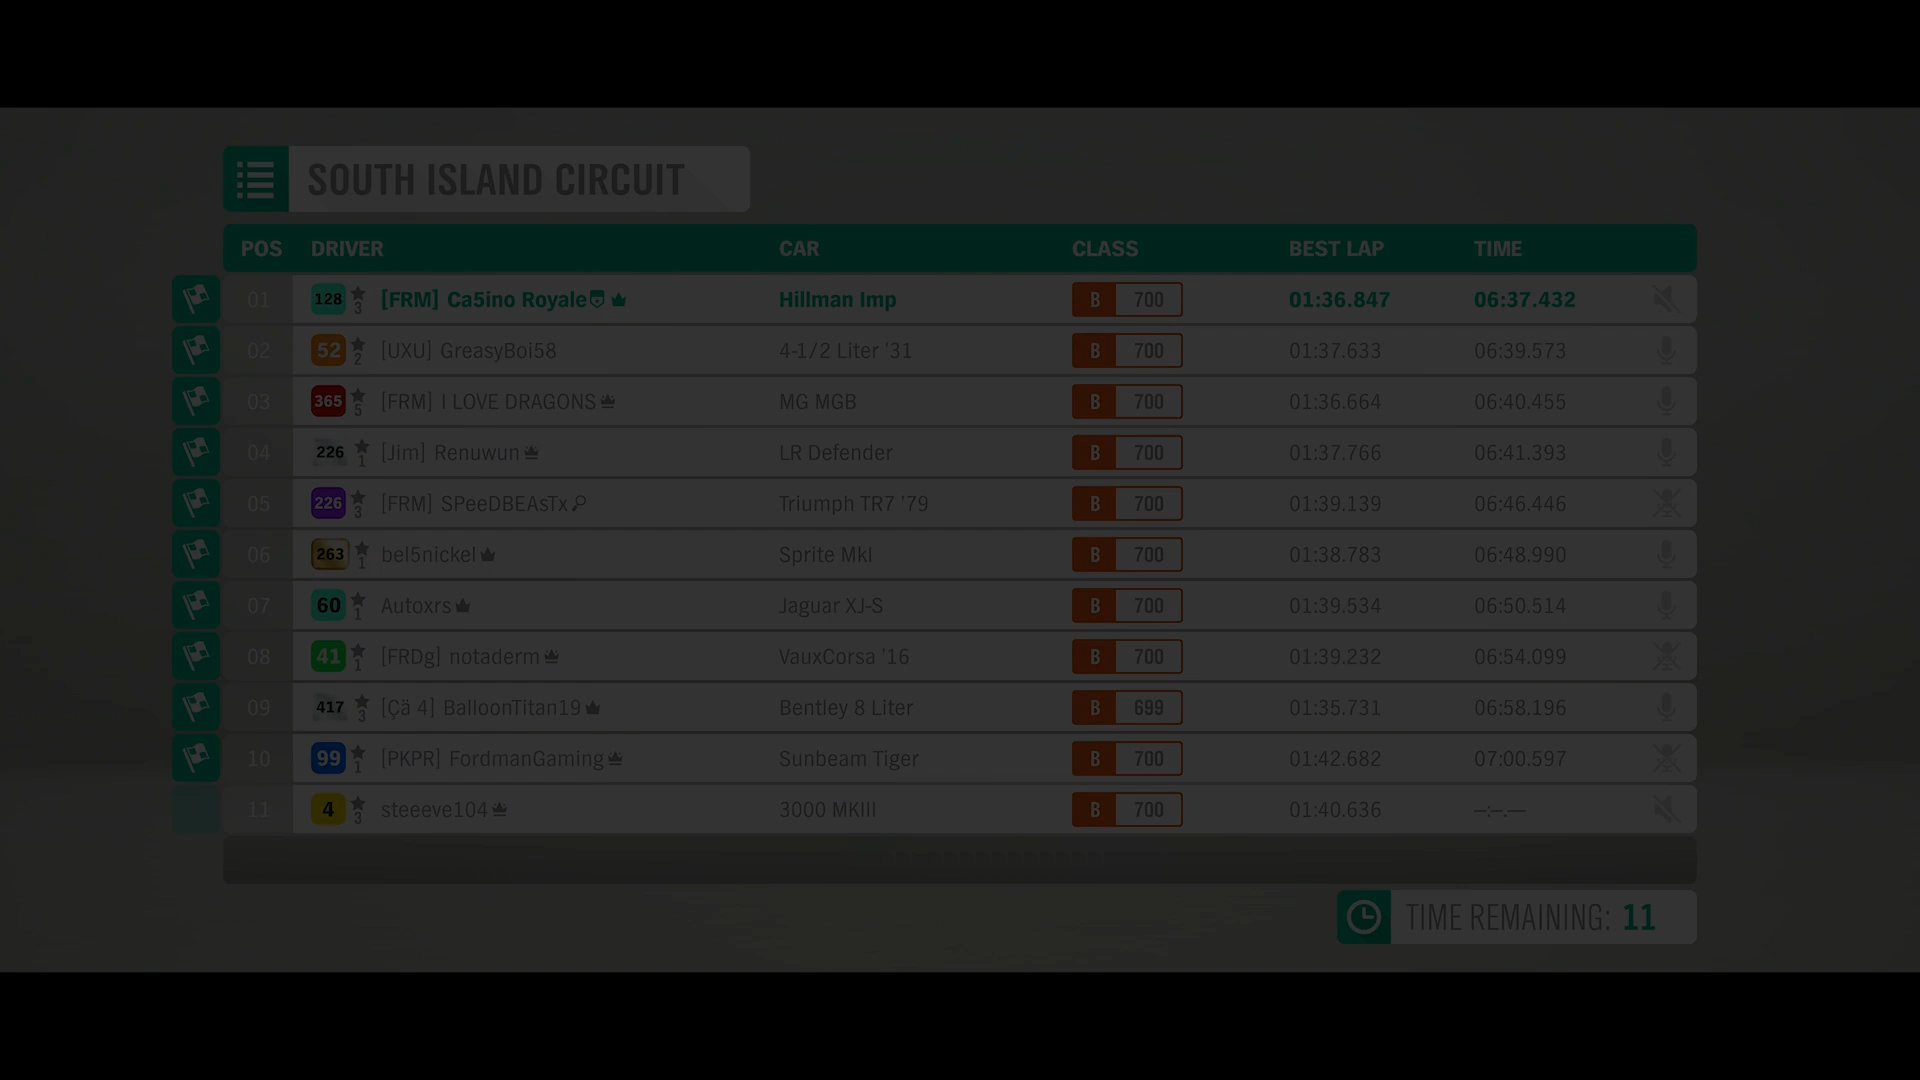 SOUTH ISLAND CIRCUIT
POS DRIVER CAR CLASS BEST LAP TIME
01 128 3 [FRM] Ca5ino Royale Hillman Imp B 700 01:36.847 06:37.432
02 52 2 [UXU] GreasyBoi58 4-1/2 Liter '31 B 700 01:37.633 06:39.573
03 365 5 [FRM] I LOVE DRAGONS MG MGB B 700 01:36.664 06:40.455
04 226 1 [Jim] Renuwun LR Defender B 700 01:37.766 06:41.393
05 226 3 [FRM] SPeeDBEAsTx Triumph TR7 '79 B 700 01:39.139 06:46.446
06 263 1 bel5nickel Sprite MkI B 700 01:38.783 06:48.990
07 60 1 Autoxrs Jaguar XJ-S B 700 01:39.534 06:50.514
08 41 1 [FRDg] notaderm VauxCorsa '16 B 700 01:39.232 06:54.099
09 417 3 [Çä 4] BalloonTitan19 Bentley 8 Liter B 699 01:35.731 06:58.196
10 99 1 [PKPR] FordmanGaming Sunbeam Tiger B 700 01:42.682 07:00.597
11 4 3 steeeve104 3000 MKIII B 700 01:40.636 --:--.---
TIME REMAINING: 11